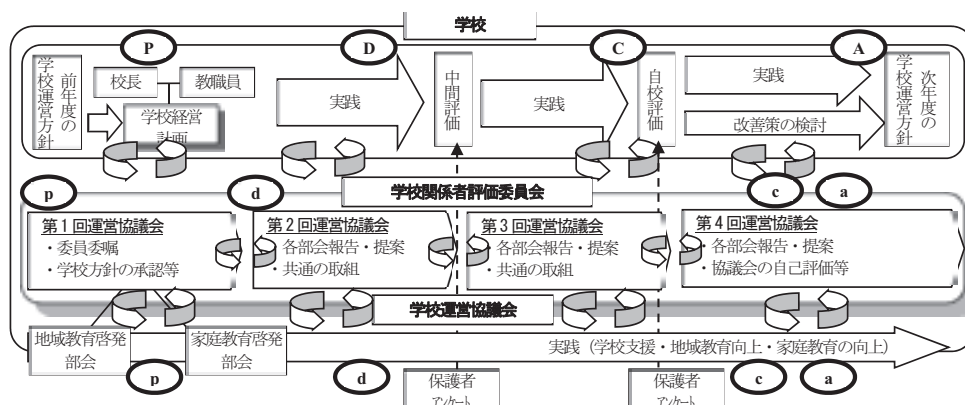 学校
P
D
C
A
前年度の
学校運営方針
校長
教職員
学校経営
計画
実践
中間評価
実践
自校評価
実践
改善策の検討
次年度の
学校運営方針
p
d
学校関係者評価委員会
c
a
第1回運営協議会
・委員委嘱
・学校方針の承認等
第2回運営協議会
・各部会報告・提案
・共通の取組
第3回運営協議会
・各部会報告・提案
・共通の取組
第4回運営協議会
・各部会報告・提案
・協議会の自己評価等
学校運営協議会
地域教育啓発
部会
家庭教育啓発
部会
実践(学校支援・地域教育向上・家庭教育の向上)
p
d
c
a
保護者
アンケート
保護者
アンケート